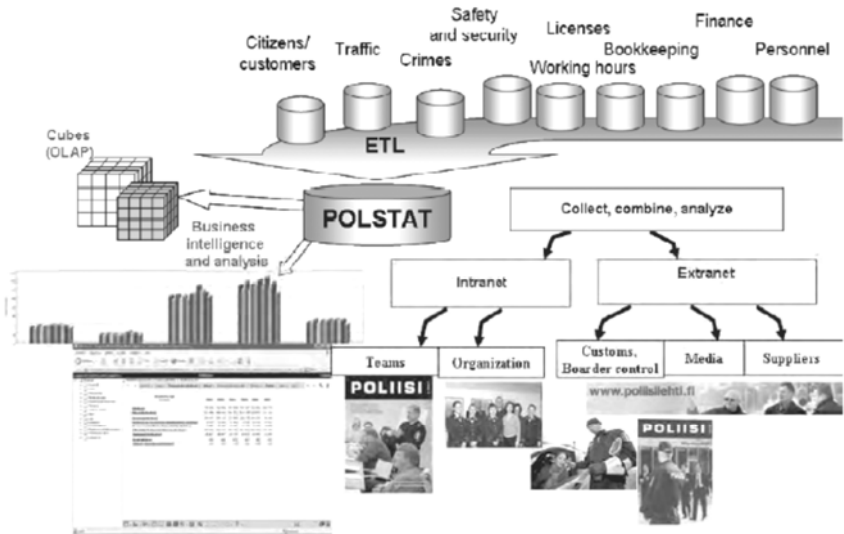 Safety
and security
Citizens/
customers
Traffic
Crimes
Licenses
Working hours
Bookkeeping
Finance
Personnel
ETL
Cubes
(OLAP)
POLSTAT
Business
intelligence
and analysis
Collect, combine, analyze
Intranet
Extranet
Teams
Organization
Customs,
Boarder control
Media
Suppliers
POLIISI
www.poliisilehti.fi
POLIISI